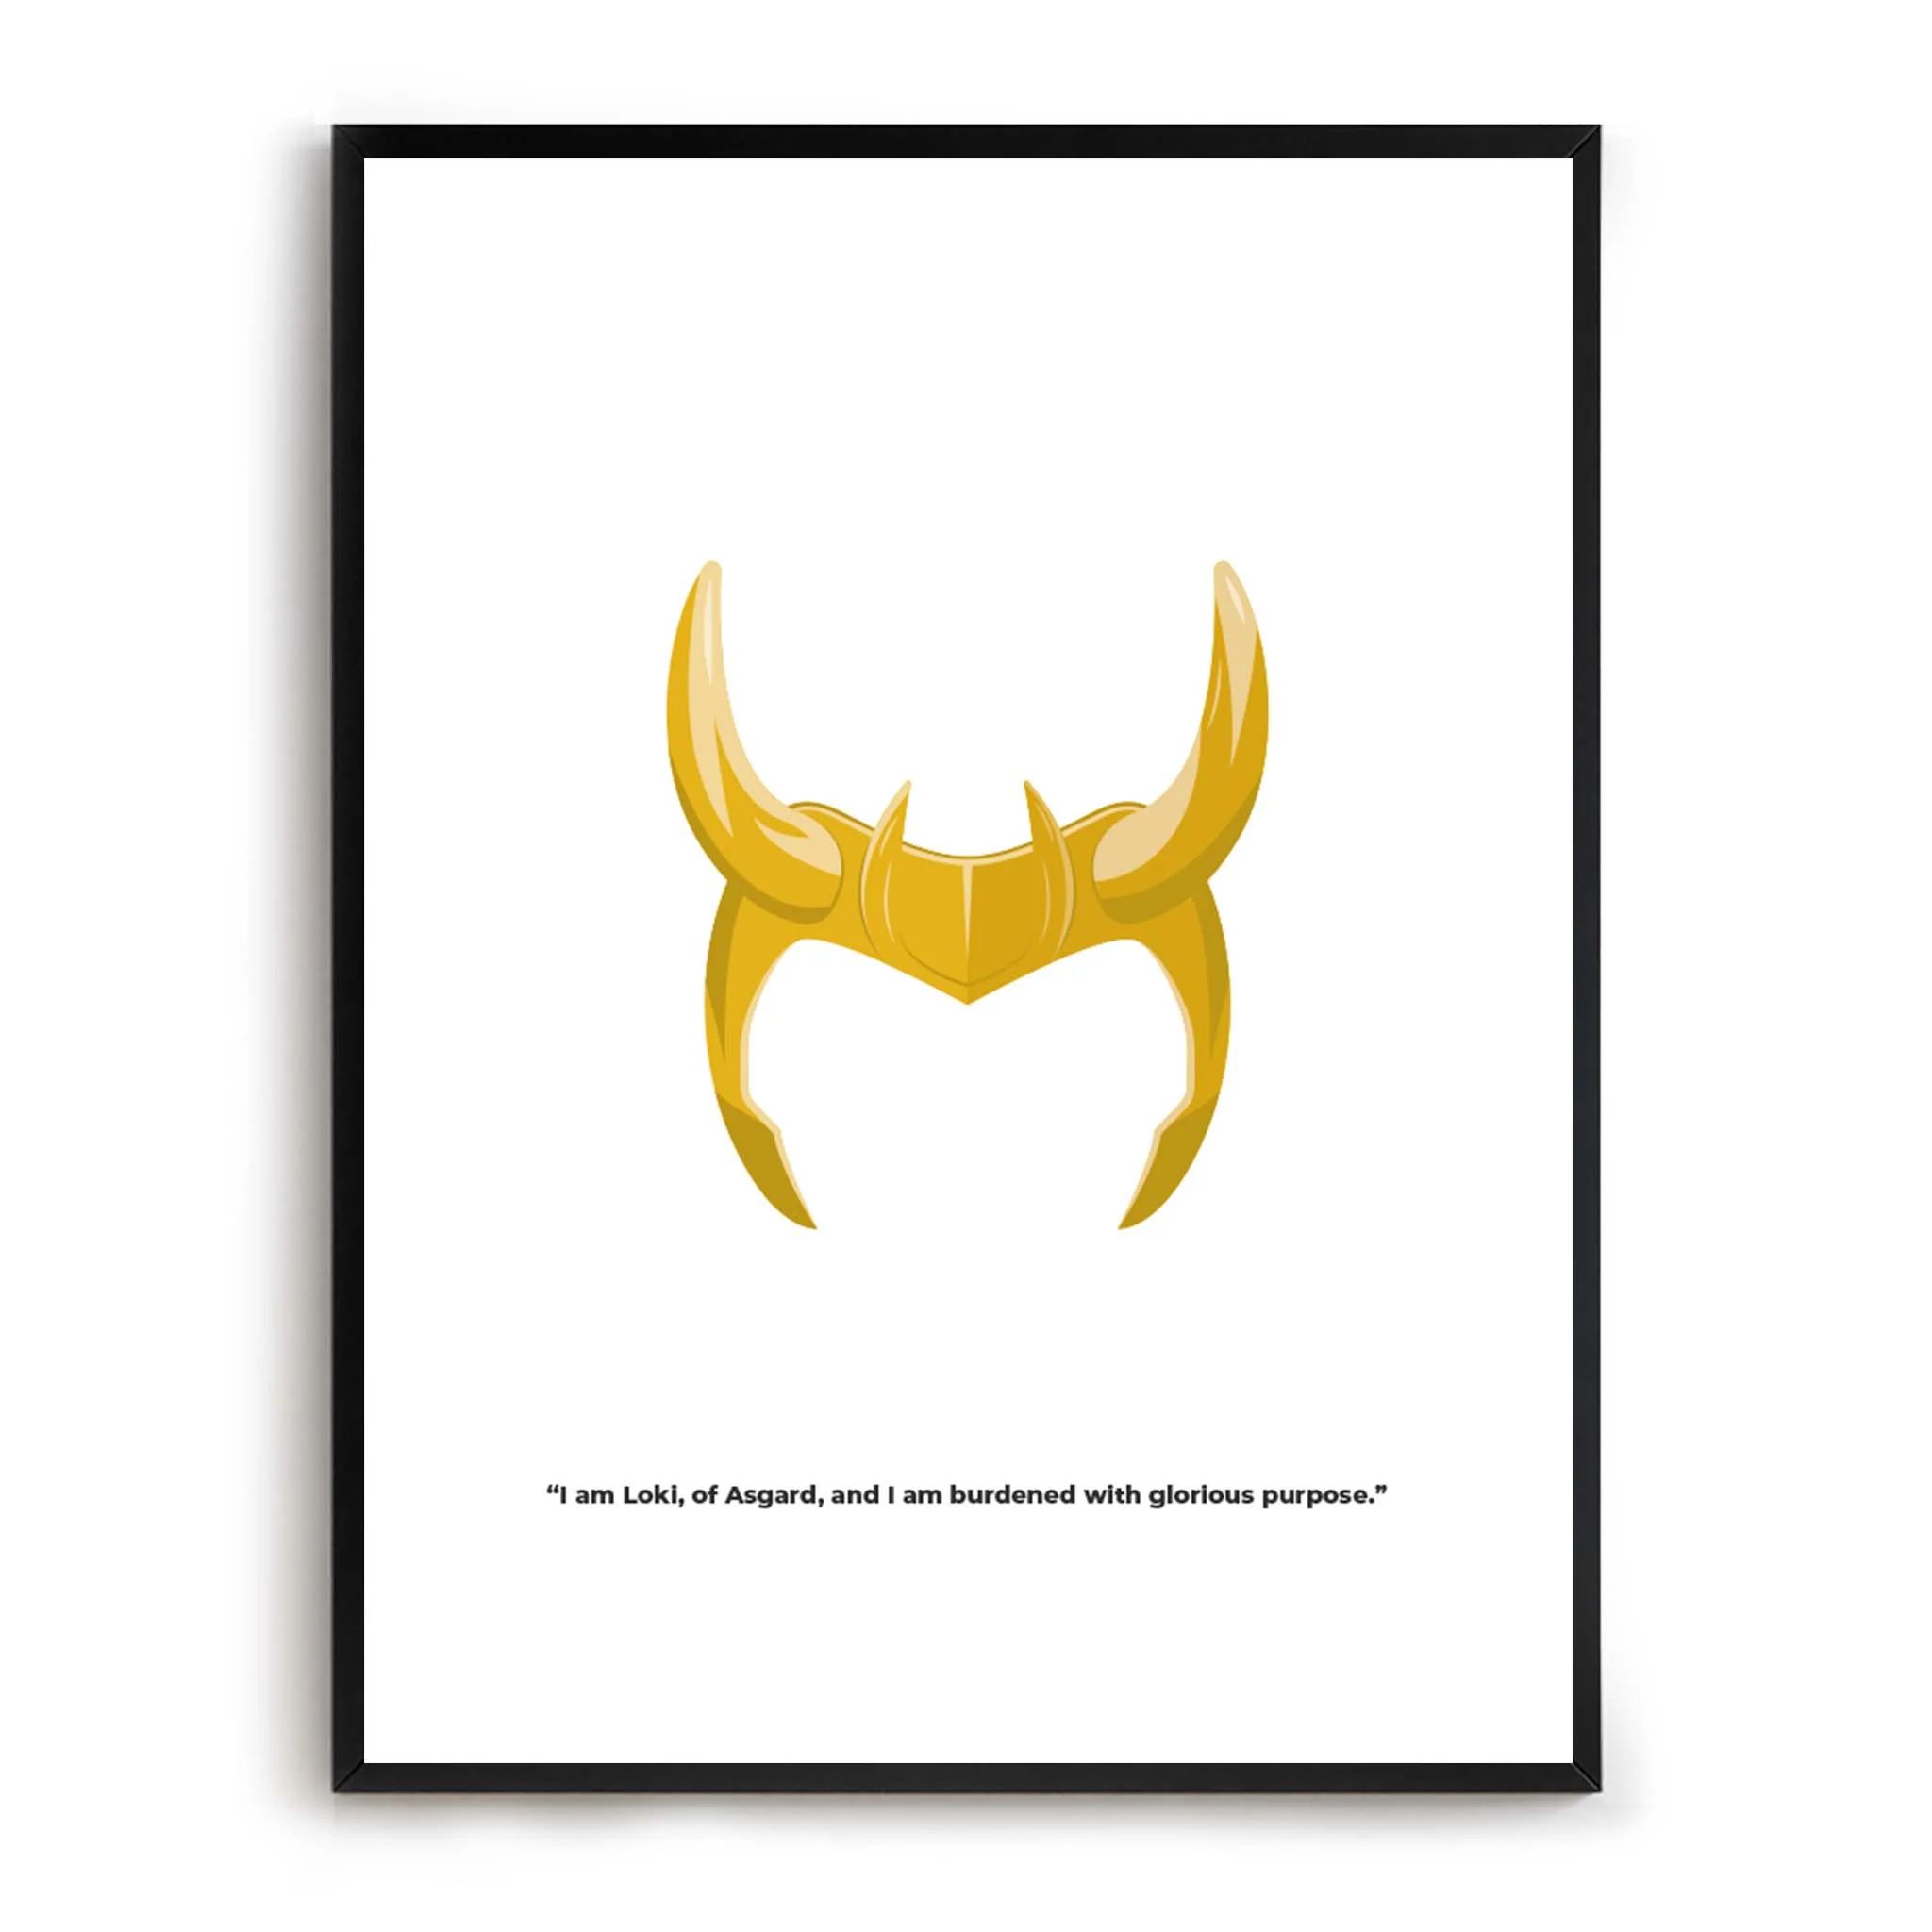 “I am Loki, of Asgard, and I am burdened with glorious purpose.”